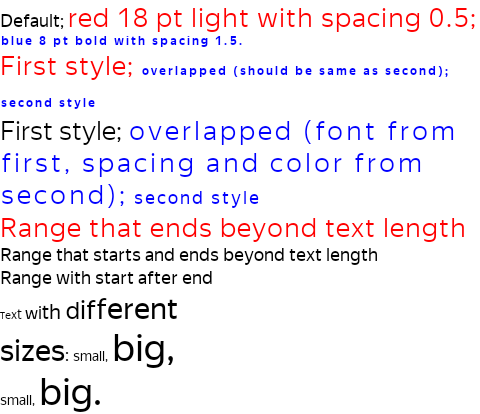 Default; red 18 pt light with spacing 0.5;
blue 8 pt bold with spacing 1.5.
First style; overlapped (should be same as second);
second style
First style; overlapped (font from
first, spacing and color from
second); second style
Range that ends beyond text length
Range that starts and ends beyond text length
Range with start after end
Text with different
sizes: small, big,
small, big.